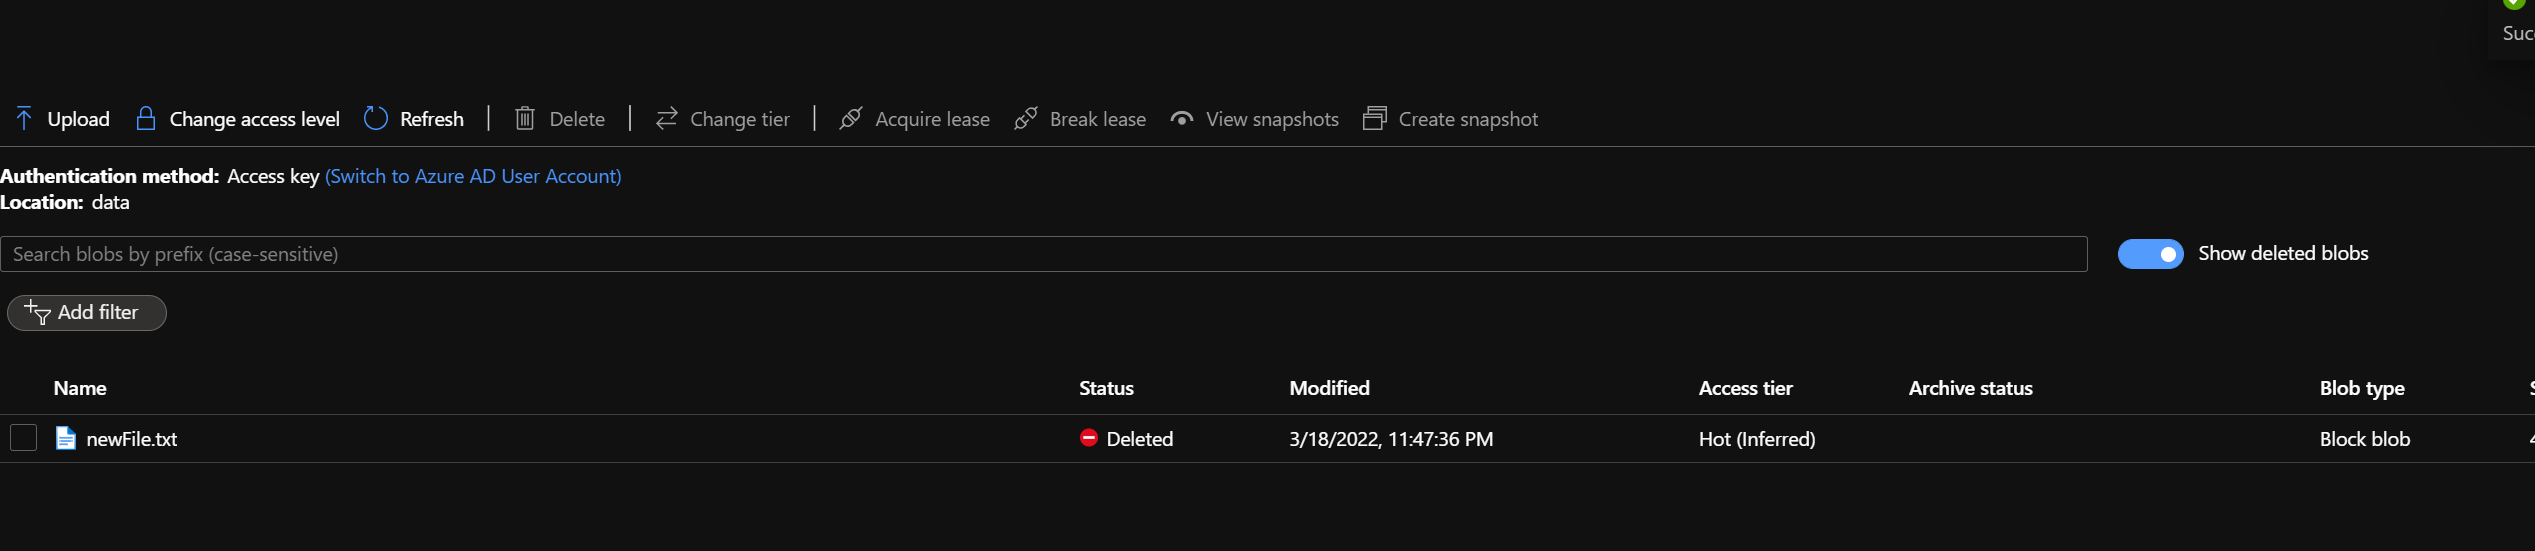 Succ
Upload Change access level Refresh | Delete | Change tier | Acquire lease Break lease View snapshots Create snapshot
Authentication method: Access key (Switch to Azure AD User Account)
Location: data
Search blobs by prefix (case-sensitive) Show deleted blobs
Add filter
Name Status Modified Access tier Archive status Blob type
newFile.txt Deleted 3/18/2022, 11:47:36 PM Hot (Inferred) Block blob